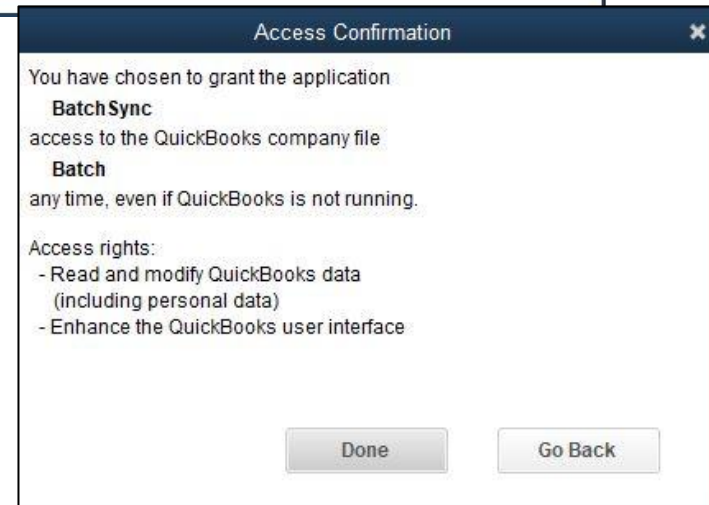 Access Confirmation
You have chosen to grant the application
BatchSync
access to the QuickBooks company file
Batch
any time, even if QuickBooks is not running.
Access rights:
- Read and modify QuickBooks data
(including personal data)
- Enhance the QuickBooks user interface
Done Go Back